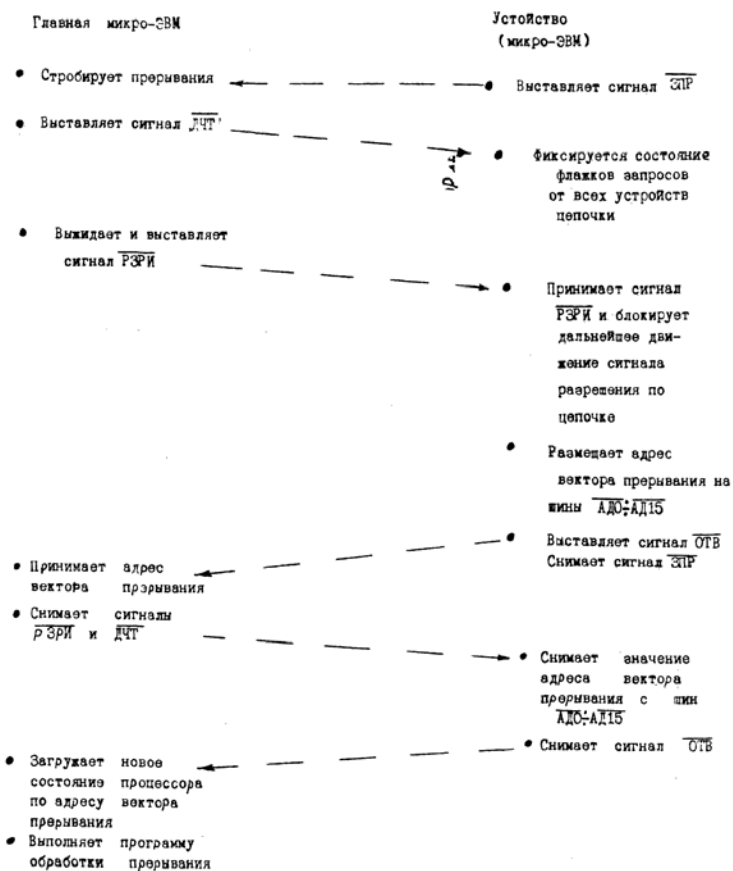 Главная микро-ЭВМ
Устойство
(микро-ЭВМ)
• Стробирует прерывания
• Выставляет сигнал ЗПР
• Выставляет сигнал ДЧТ
• Фиксируется состояние
флажков запросов
от всех устройств
цепочки
• Выжидает и выставляет
сигнал РЗРИ
• Принимает сигнал
РЗРИ и блокирует
дальнейшее дви-
жение сигнала
разрешения по
цепочке
• Размещает адрес
вектора прерывания на
шины АД0÷АД15
• Выставляет сигнал ОТВ
Снимает сигнал ЗПР
• Принимает адрес
вектора прэрывания
• Снимает сигналы
РЗРИ и ДЧТ
• Снимает значение
адреса вектора
прерывания с шин
АД0÷АД15
• Снимает сигнал ОТВ
• Загружает новое
состояние процессора
по адресу вектора
прерывания
• Выполняет программу
обработки прерывания